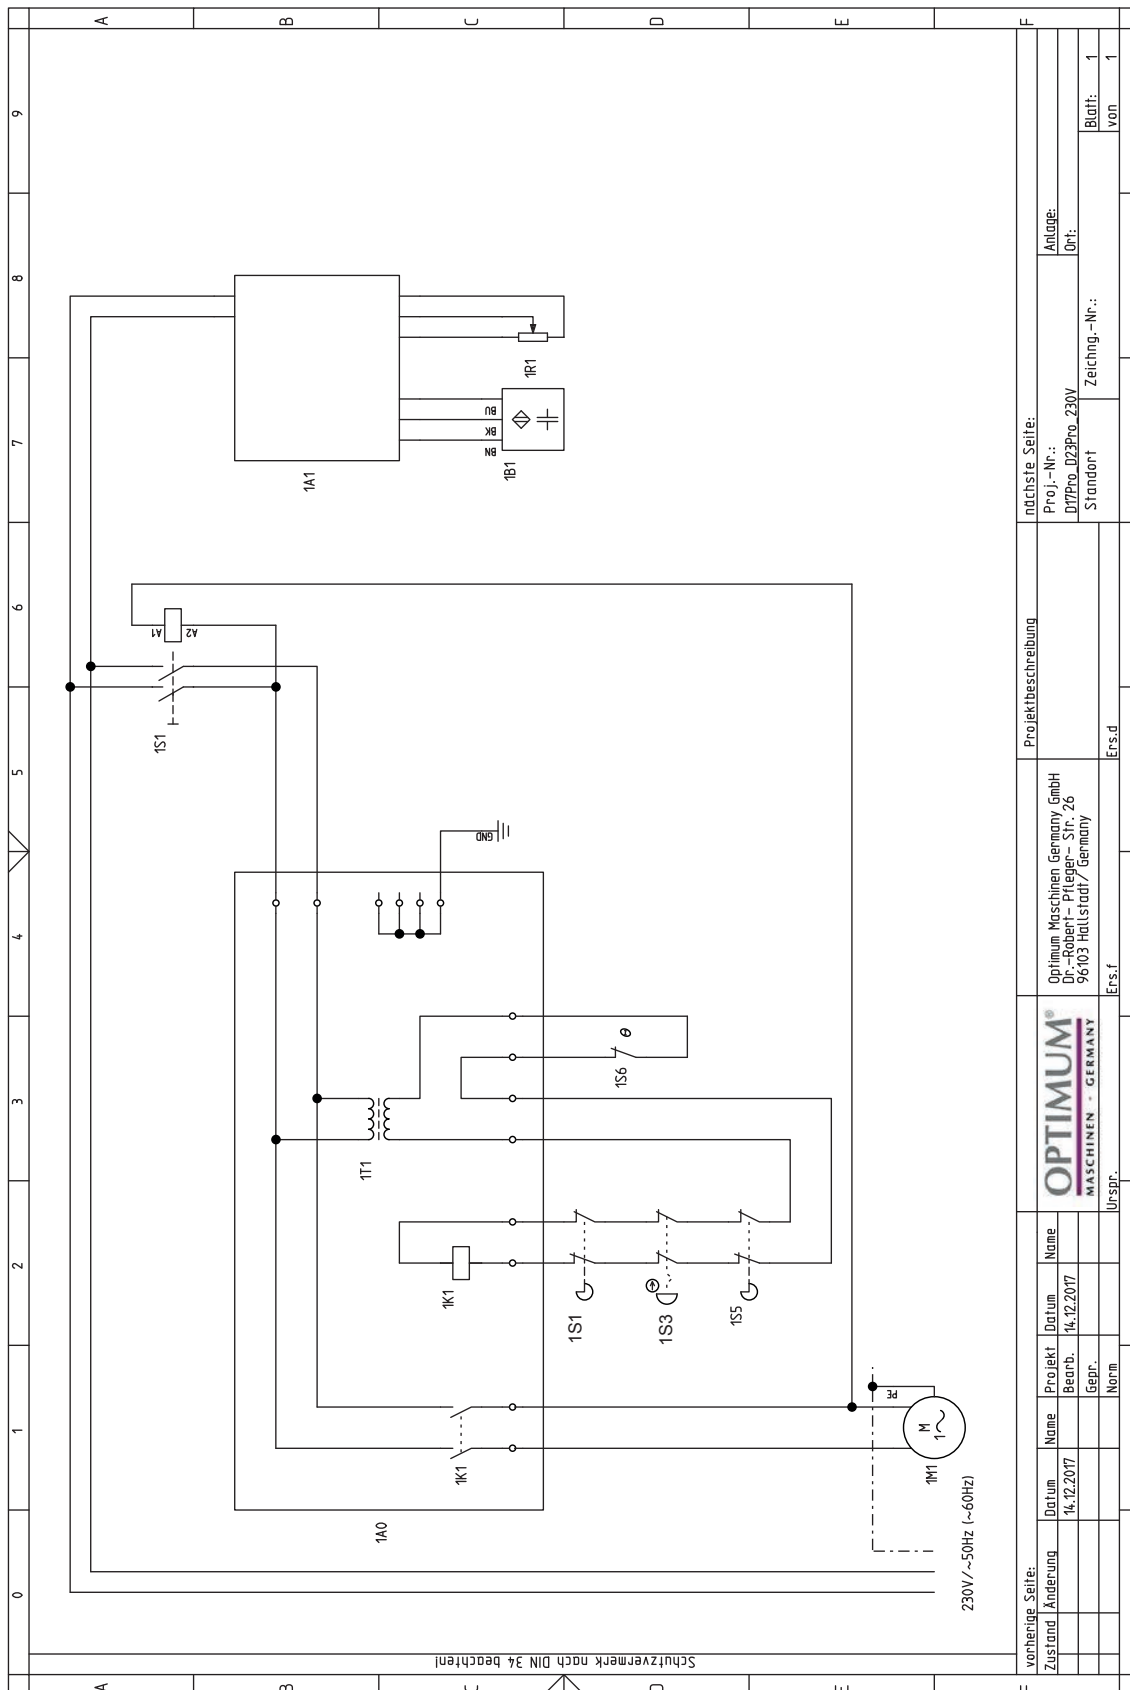 0 1 2 3 4 5 6 7 8 9
A A
B B
C C
D D
E E
F F
Schutzvermerk nach DIN 34 beachten!
1S1
A1
A2
1A1
BN
BK
BU
1B1
1R1
GND
1A0
1T1
1K1
1K1
1S1
1S3
1S5
1S6
θ
PE
M
1~
1M1
230V/~50Hz (~60Hz)
vorherige Seite:
Zustand Änderung Datum Name Projekt Datum Name
14.12.2017 Bearb. 14.12.2017
Gepr.
Norm
OPTIMUM®
MASCHINEN - GERMANY
Urspr.
Optimum Maschinen Germany GmbH
Dr.-Robert- Pfleger- Str. 26
96103 Hallstadt/ Germany
Ers.f
Ers.d
Projektbeschreibung
nächste Seite:
Proj.-Nr.:
D17Pro_D23Pro_230V
Anlage:
Ort:
Standort
Zeichng.-Nr.:
Blatt: 1
von 1